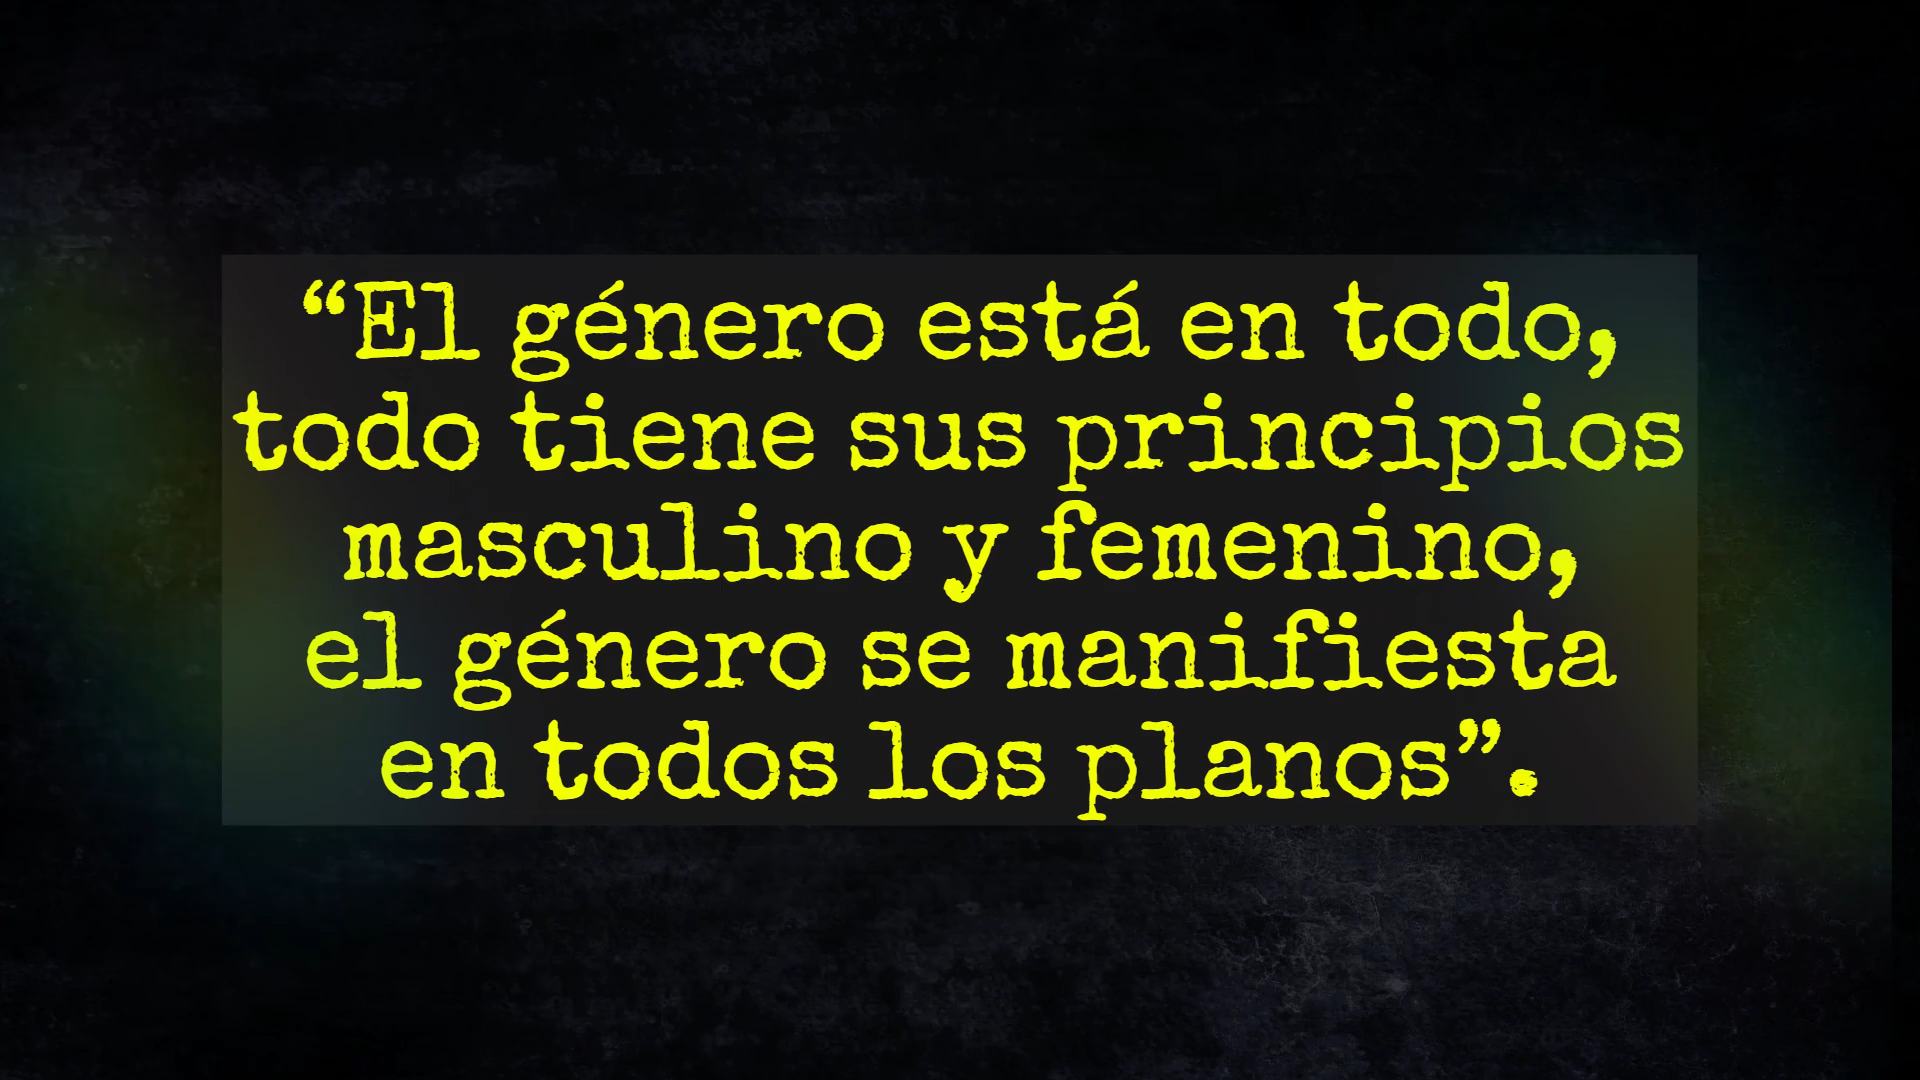 “El género está en todo,
todo tiene sus principios
masculino y femenino,
el género se manifiesta
en todos los planos”.